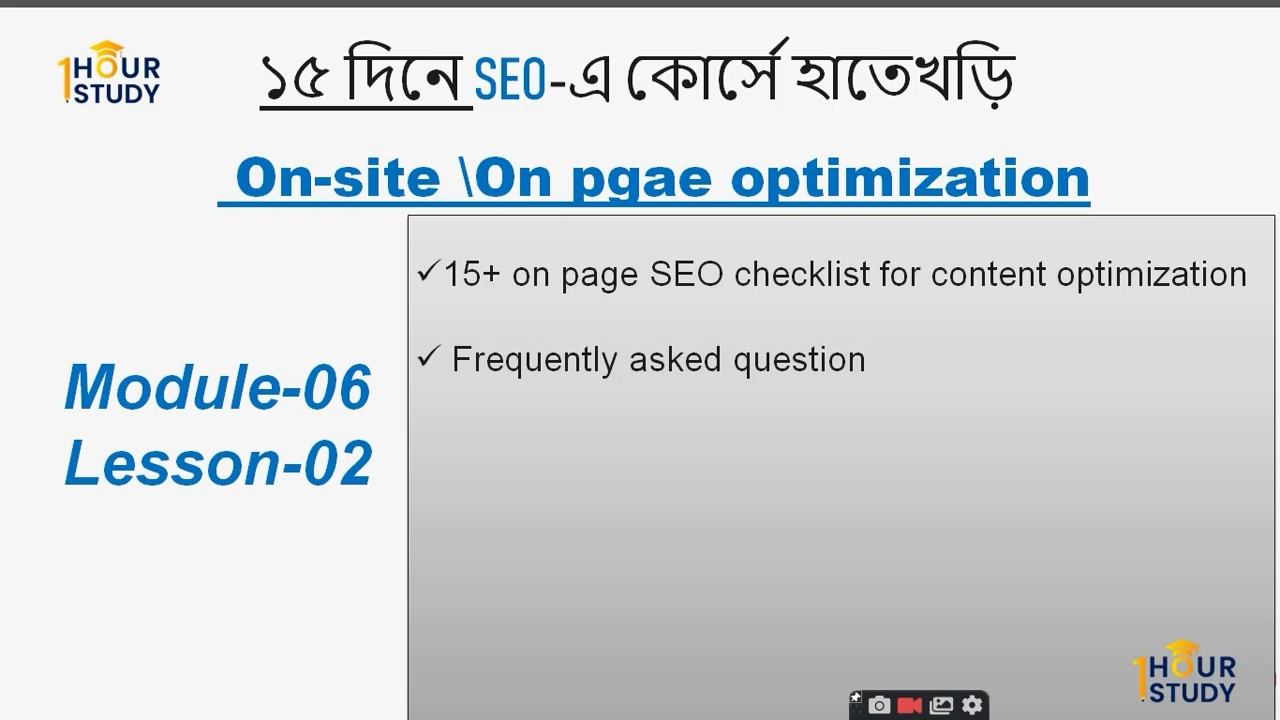 1HOUR
STUDY
১৫ দিনে SEO-এ কোর্সে হাতেখড়ি
On-site \On pgae optimization
✓15+ on page SEO checklist for content optimization
✓ Frequently asked question
Module-06
Lesson-02
1HOUR
STUDY